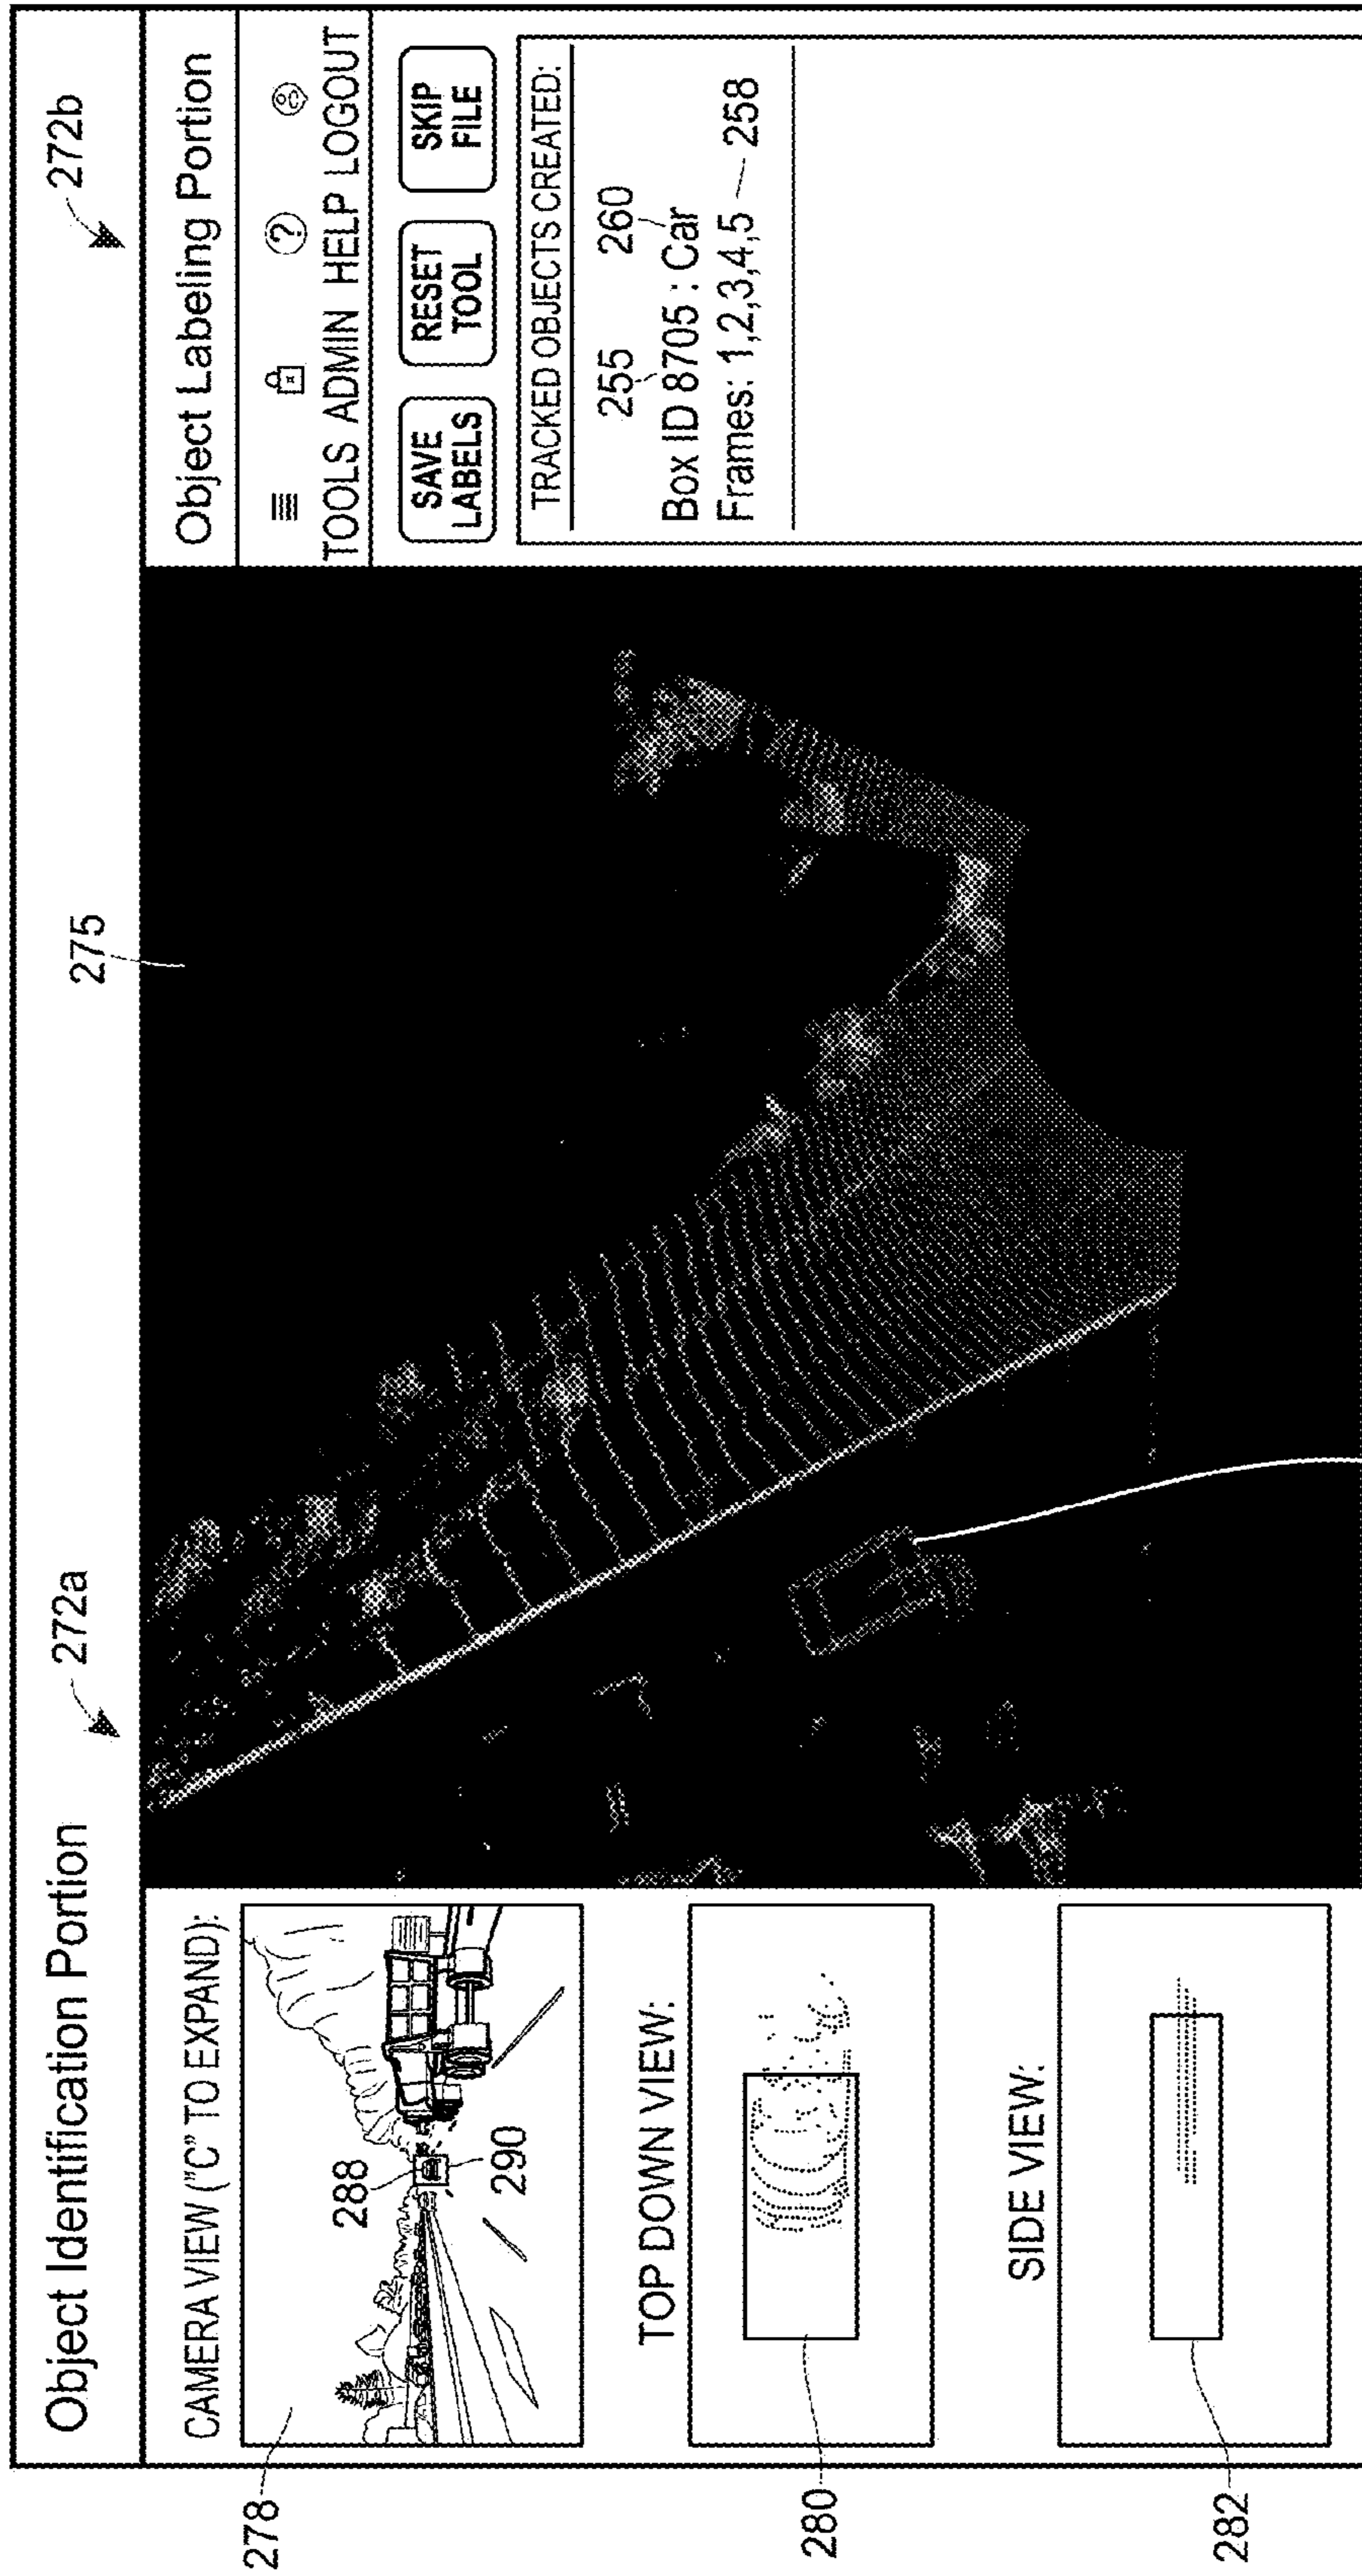 272a
275
272b
Object Identification Portion
Object Labeling Portion
278
CAMERA VIEW ("C" TO EXPAND):
288
290
TOP DOWN VIEW:
280
SIDE VIEW:
282
TOOLS ADMIN HELP LOGOUT
SAVE
LABELS
RESET
TOOL
SKIP
FILE
TRACKED OBJECTS CREATED:
255
260
Box ID 8705 : Car
Frames: 1,2,3,4,5
258